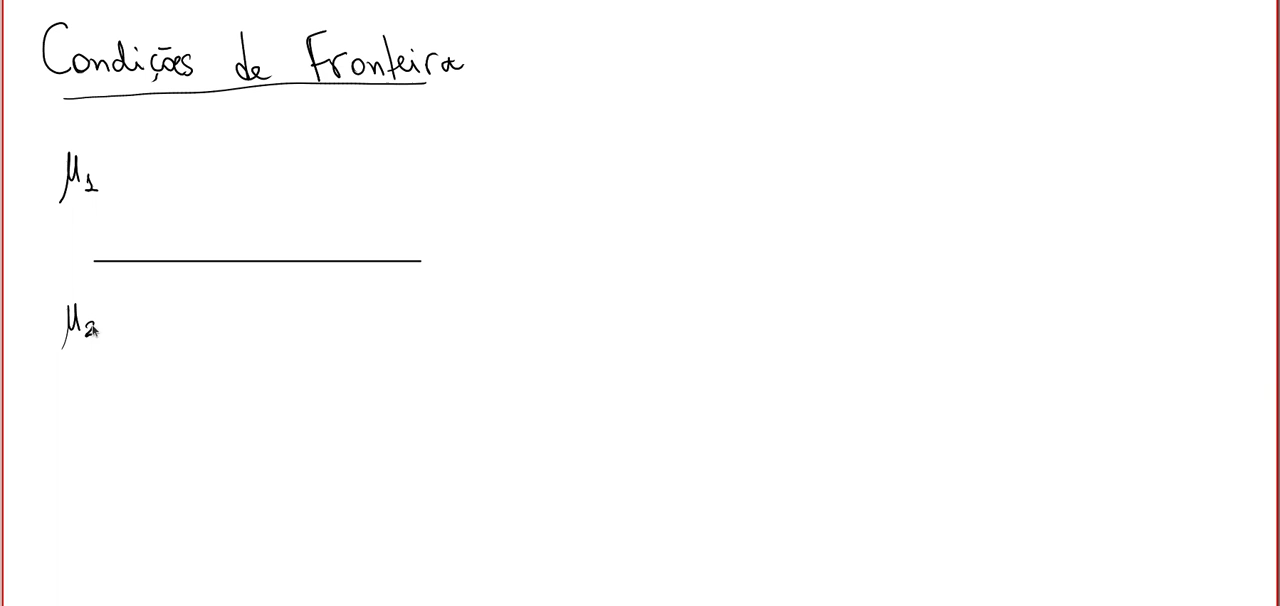 Condições de Fronteira
μ1
μ2